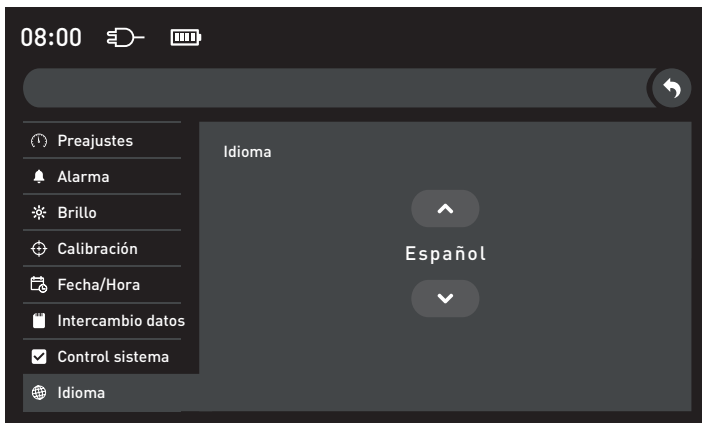 08:00
Preajustes
Alarma
Brillo
Calibración
Fecha/Hora
Intercambio datos
Control sistema
Idioma
Idioma
Español